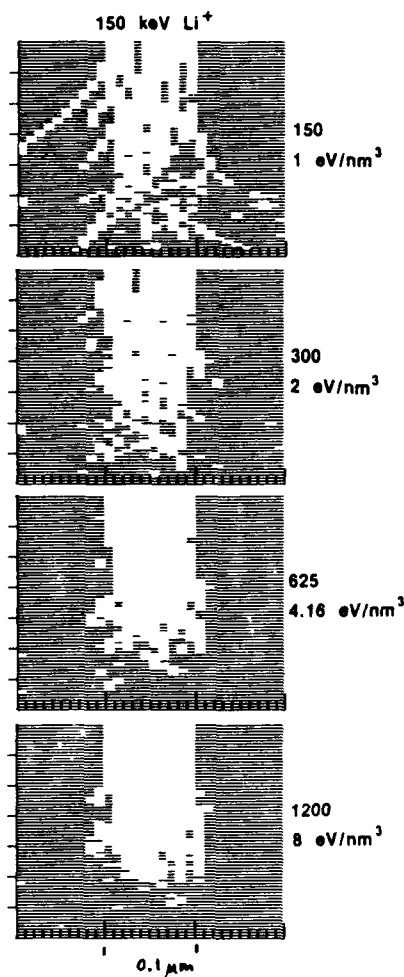 150 keV Li⁺
150
1 eV/nm³
300
2 eV/nm³
625
4.16 eV/nm³
1200
8 eV/nm³
0.1 μm